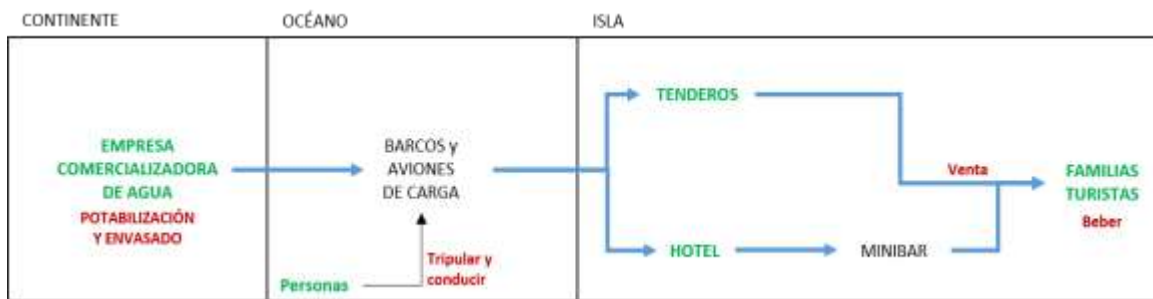 CONTINENTE
OCÉANO
ISLA
EMPRESA
COMERCIALIZADORA
DE AGUA
POTABILIZACIÓN
Y ENVASADO
BARCOS y
AVIONES
DE CARGA
Personas
Tripular y
conducir
TENDEROS
HOTEL
MINIBAR
Venta
FAMILIAS
TURISTAS
Beber